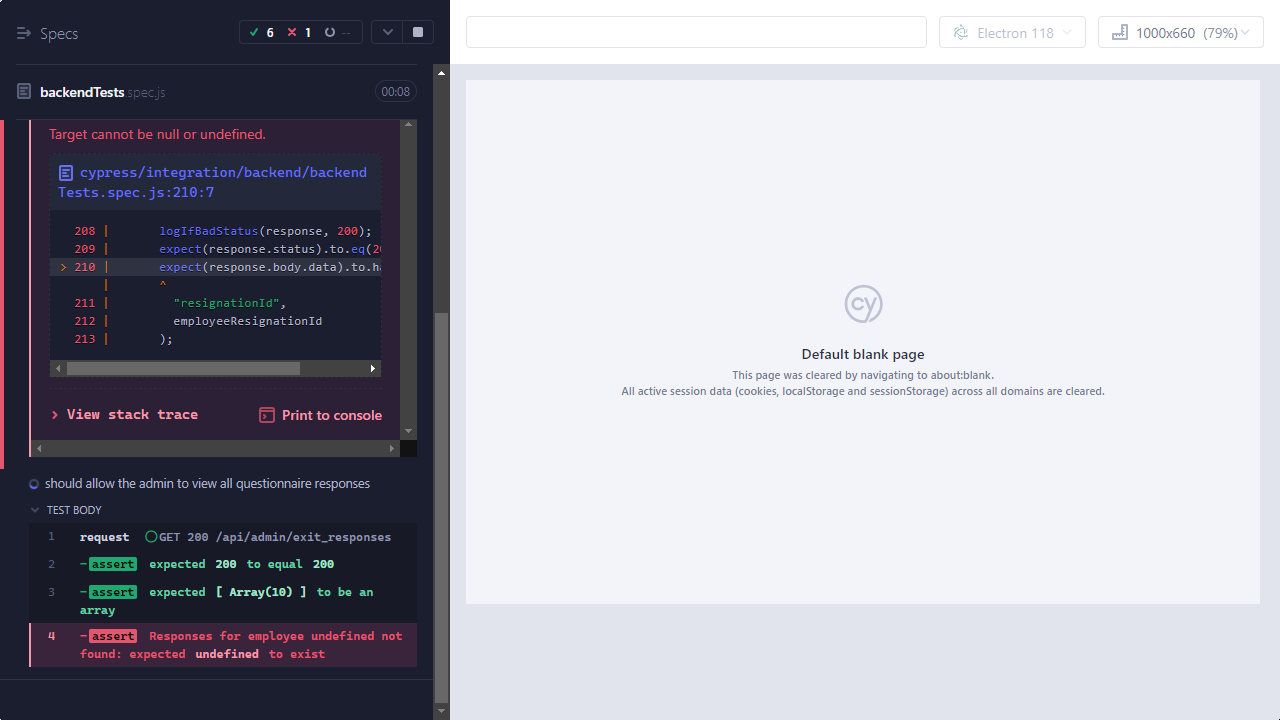 Specs
6 1 --
Electron 118
1000x660 (79%)
backendTests.spec.js
00:08
Target cannot be null or undefined.
cypress/integration/backend/backend
Tests.spec.js:210:7
208 | logIfBadStatus(response, 200);
209 | expect(response.status).to.eq(20
> 210 | expect(response.body.data).to.ha
| ^
211 | "resignationId",
212 | employeeResignationId
213 | );
> View stack trace
Print to console
should allow the admin to view all questionnaire responses
TEST BODY
1 request GET 200 /api/admin/exit_responses
2 -assert expected 200 to equal 200
3 -assert expected [ Array(10) ] to be an
array
4 -assert Responses for employee undefined not
found: expected undefined to exist
cy
Default blank page
This page was cleared by navigating to about:blank.
All active session data (cookies, localStorage and sessionStorage) across all domains are cleared.